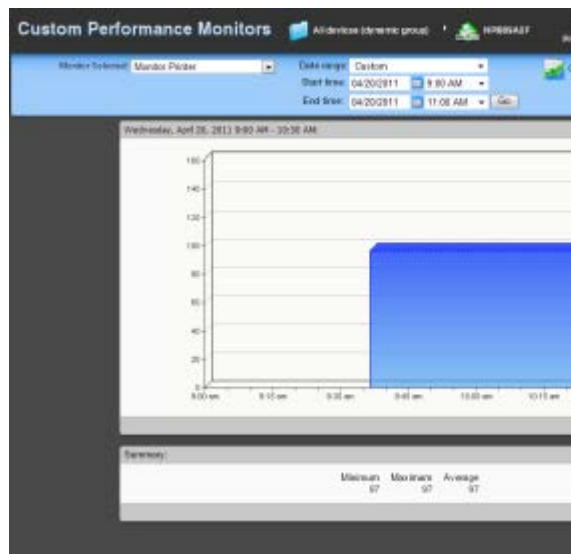 Custom Performance Monitors All devices (dynamic group)
Monitor Selected: Monitor Printer
Date range: Custom
Start time: 04/20/2011 9:00 AM
End time: 04/20/2011 11:00 AM Go
Wednesday, April 20, 2011 9:00 AM - 10:30 AM
160
140
120
100
80
60
40
20
0
9:00 am 9:15 am 9:30 am 9:45 am 10:00 am 10:15 am
Summary:
Minimum Maximum Average
97 97 97